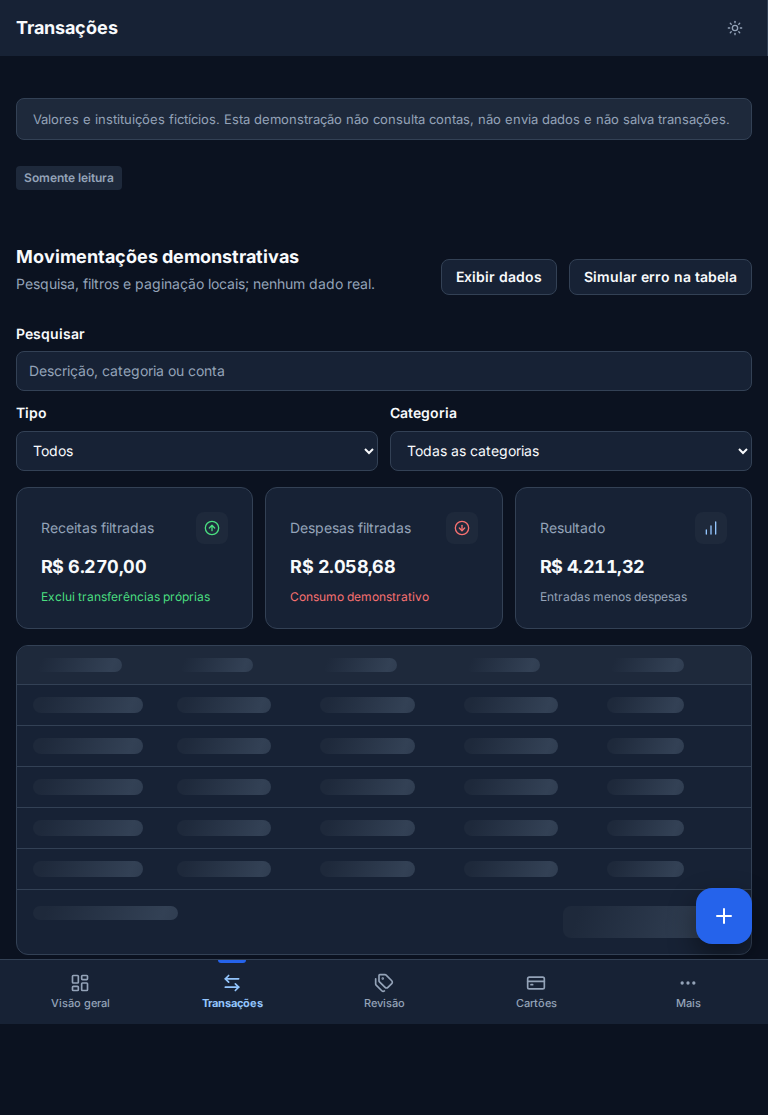 Transações
Valores e instituições fictícios. Esta demonstração não consulta contas, não envia dados e não salva transações.
Somente leitura
Movimentações demonstrativas
Pesquisa, filtros e paginação locais; nenhum dado real.
Exibir dados
Simular erro na tabela
Pesquisar
Descrição, categoria ou conta
Tipo
Categoria
Todos
Todas as categorias
Receitas filtradas
R$ 6.270,00
Exclui transferências próprias
Despesas filtradas
R$ 2.058,68
Consumo demonstrativo
Resultado
R$ 4.211,32
Entradas menos despesas
Visão geral
Transações
Revisão
Cartões
Mais